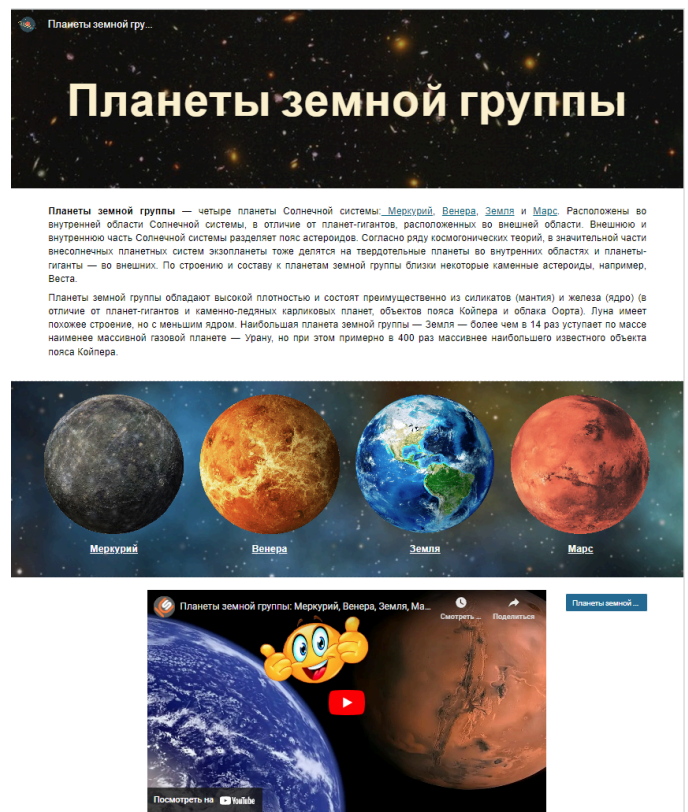 Планеты земной гру...
Планеты земной группы
Планеты земной группы — четыре планеты Солнечной системы: Меркурий, Венера, Земля и Марс. Расположены во
внутренней области Солнечной системы, в отличие от планет-гигантов, расположенных во внешней области. Внешнюю и
внутреннюю часть Солнечной системы разделяет пояс астероидов. Согласно ряду космогонических теорий, в значительной части
внесолнечных планетных систем экзопланеты тоже делятся на твердотельные планеты во внутренних областях и планеты-
гиганты — во внешних. По строению и составу к планетам земной группы близки некоторые каменные астероиды, например,
Веста.
Планеты земной группы обладают высокой плотностью и состоят преимущественно из силикатов (мантия) и железа (ядро) (в
отличие от планет-гигантов и каменно-ледяных карликовых планет, объектов пояса Койпера и облака Оорта). Луна имеет
похожее строение, но с меньшим ядром. Наибольшая планета земной группы — Земля — более чем в 14 раз уступает по массе
наименее массивной газовой планете — Урану, но при этом примерно в 400 раз массивнее наибольшего известного объекта
пояса Койпера.
Меркурий Венера Земля Марс
Планеты земной группы: Меркурий, Венера, Земля, Ма...
Смотреть ... Поделиться
Планеты земной ...
Посмотреть на YouTube